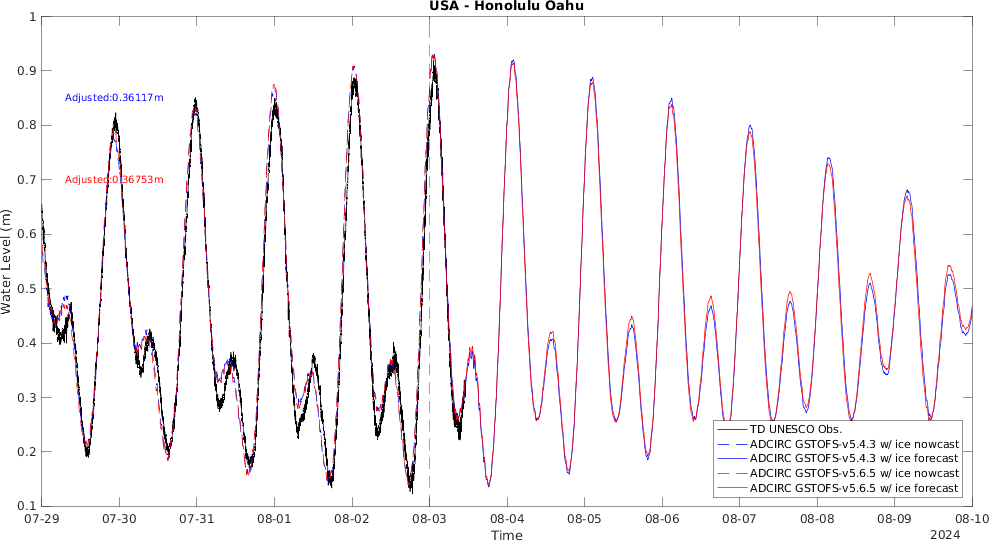 USA - Honolulu Oahu
Water Level (m)
1
0.9
0.8
0.7
0.6
0.5
0.4
0.3
0.2
0.1
Adjusted:0.36117m
Adjusted:0.36753m
TD UNESCO Obs.
ADCIRC GSTOFS-v5.4.3 w/ ice nowcast
ADCIRC GSTOFS-v5.4.3 w/ ice forecast
ADCIRC GSTOFS-v5.6.5 w/ ice nowcast
ADCIRC GSTOFS-v5.6.5 w/ ice forecast
07-29 07-30 07-31 08-01 08-02 08-03 08-04 08-05 08-06 08-07 08-08 08-09 08-10
Time
2024